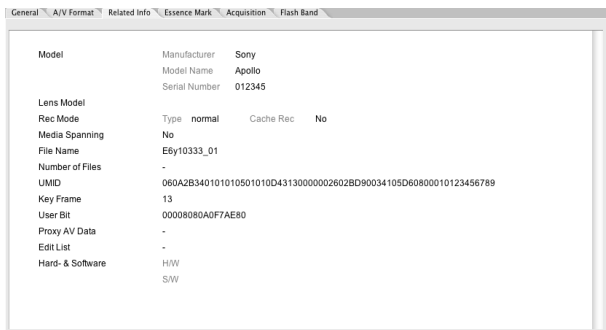 General A/V Format Related Info Essence Mark Acquisition Flash Band
Model Manufacturer Sony
Model Name Apollo
Serial Number 012345
Lens Model
Rec Mode Type normal Cache Rec No
Media Spanning No
File Name E6y10333_01
Number of Files -
UMID 060A2B340101010501010D43130000002602BD90034105D60800010123456789
Key Frame 13
User Bit 00008080A0F7AE80
Proxy AV Data -
Edit List -
Hard- & Software H/W
S/W